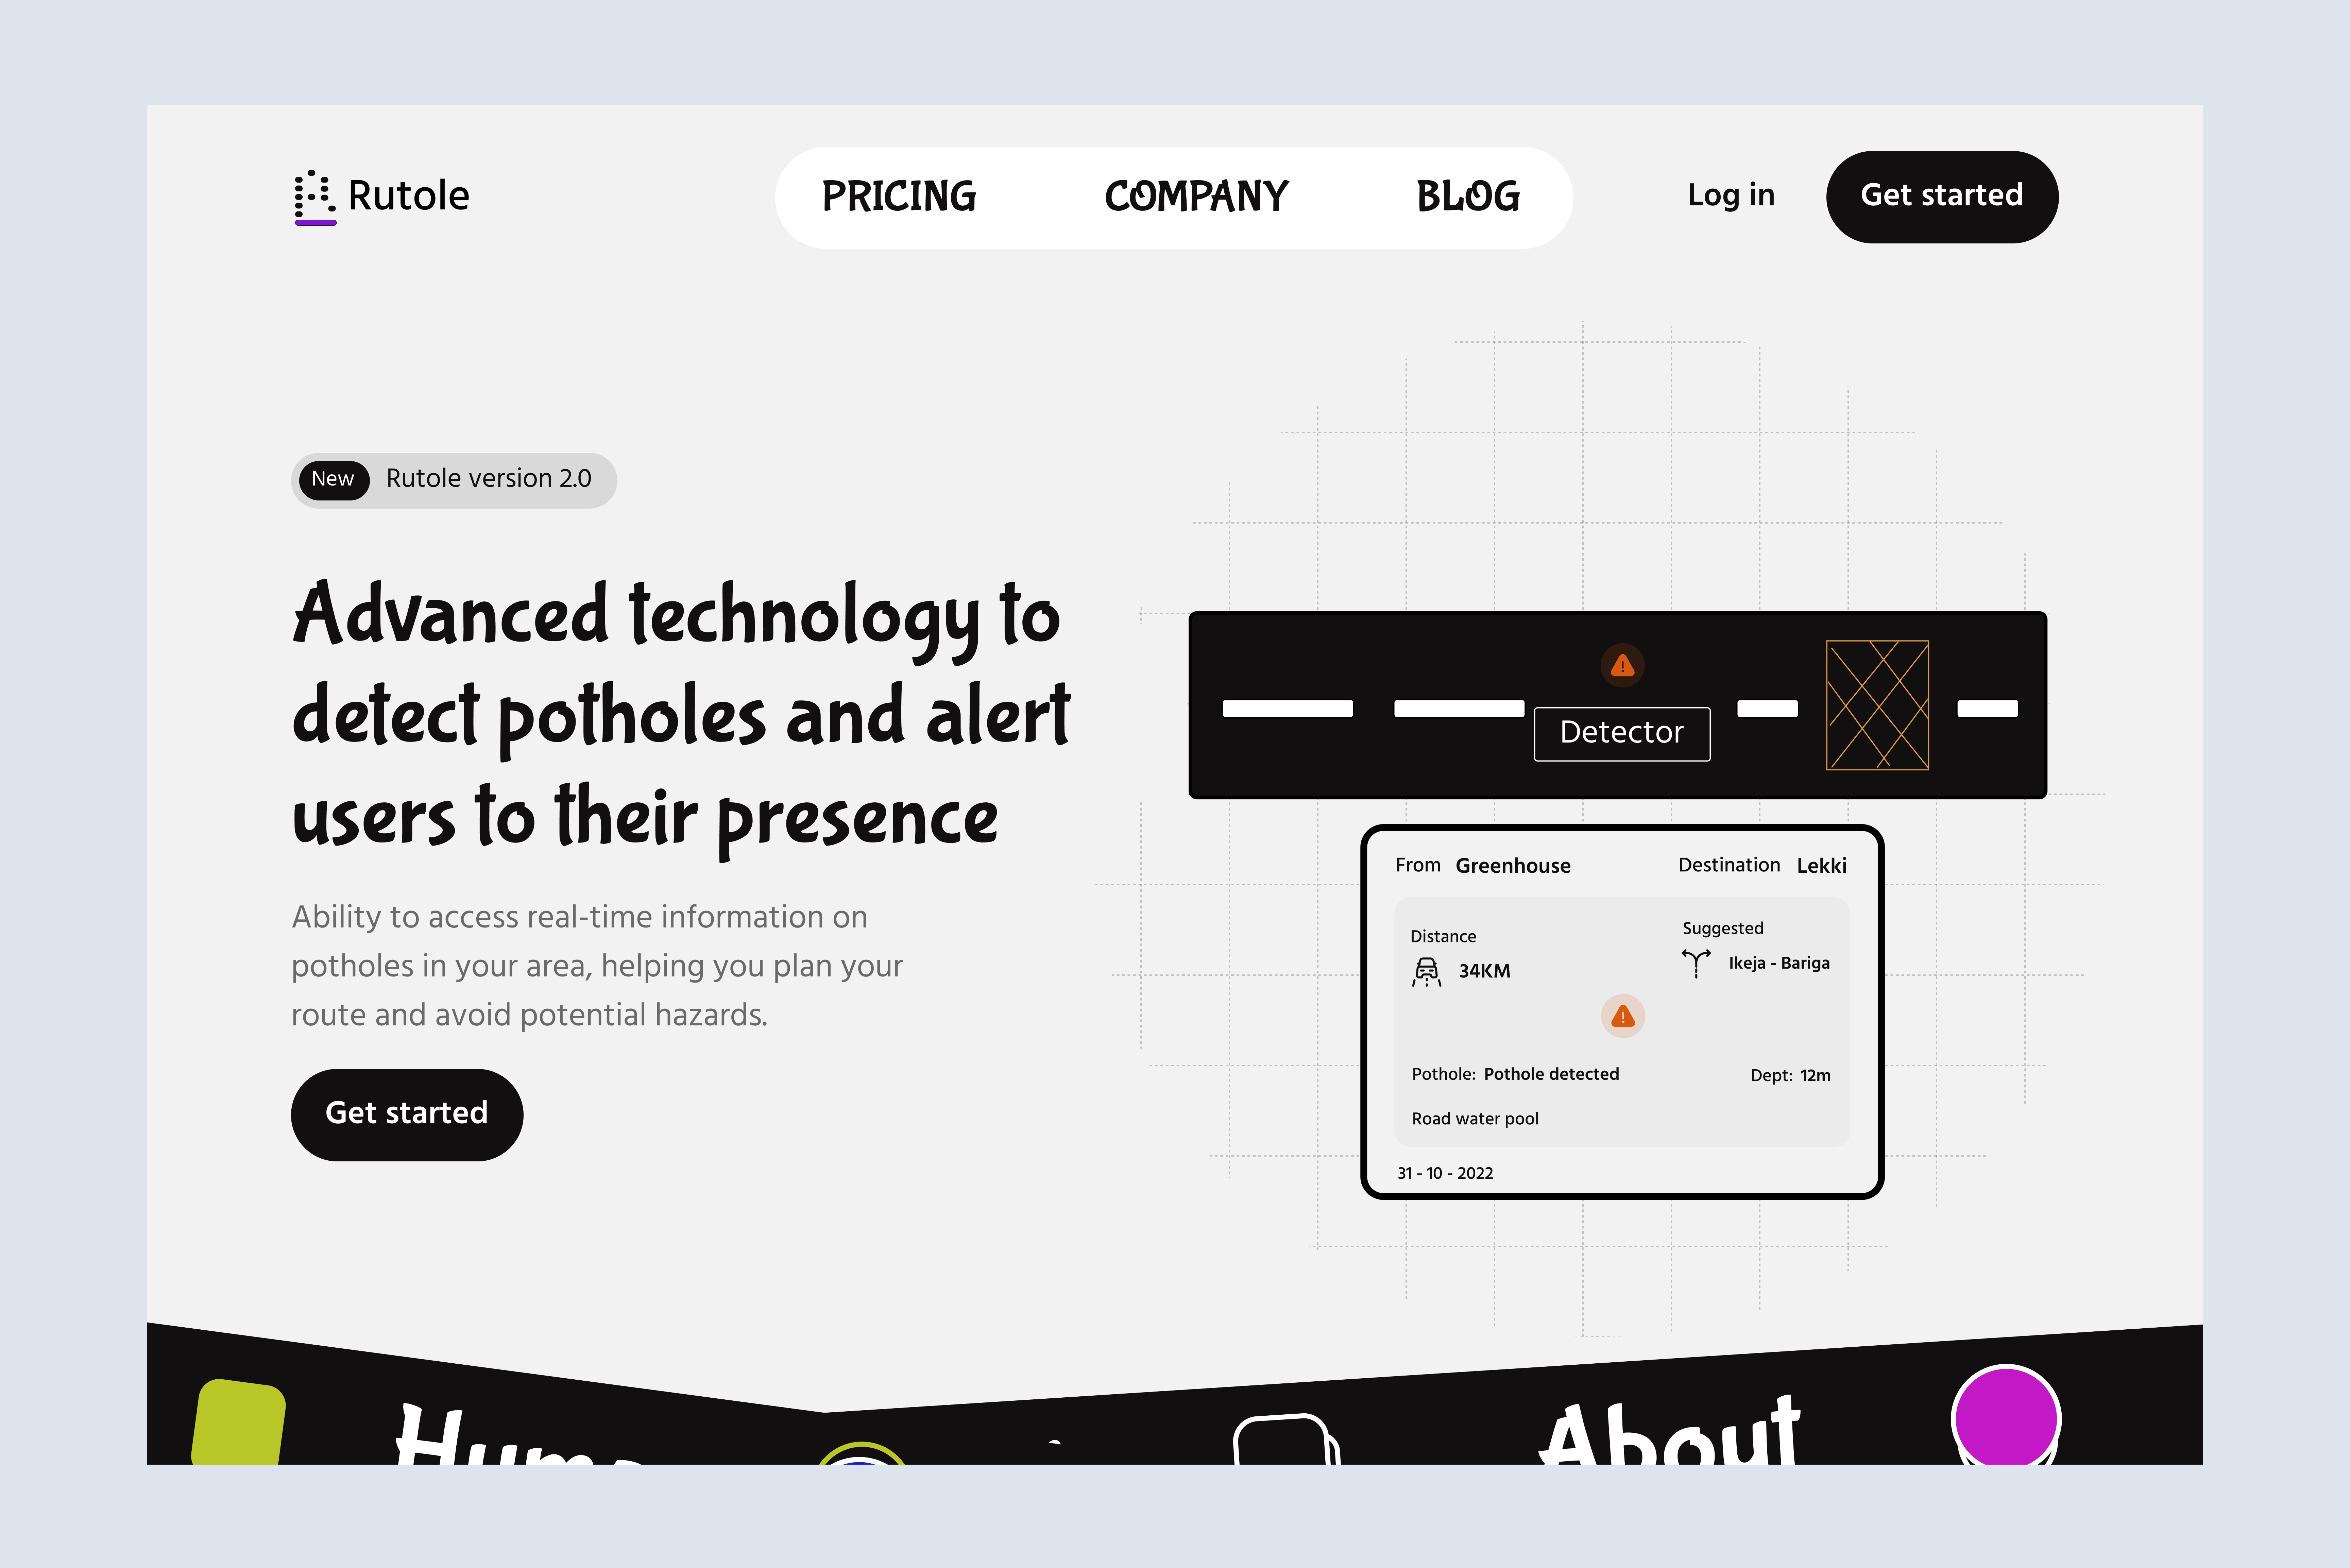 Rutole
PRICING COMPANY BLOG
Log in
Get started
New Rutole version 2.0
Advanced technology to
detect potholes and alert
users to their presence
Ability to access real-time information on
potholes in your area, helping you plan your
route and avoid potential hazards.
Get started
Detector
From Greenhouse Destination Lekki
Distance
34KM
Suggested
Ikeja - Bariga
Pothole: Pothole detected Dept: 12m
Road water pool
31 - 10 - 2022
About